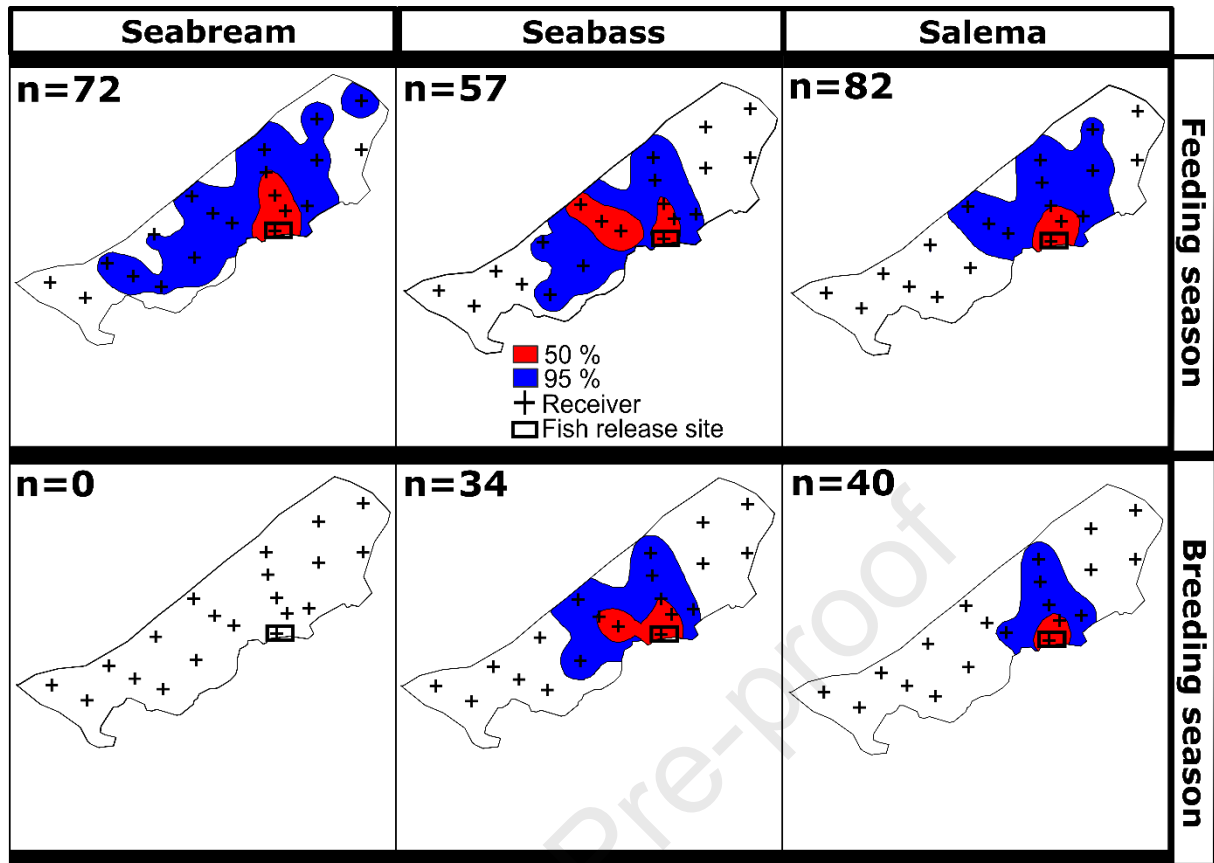 Seabream
Seabass
Salema
n=72
n=57
n=82
Feeding season
50 %
95 %
Receiver
Fish release site
n=0
n=34
n=40
Breeding season
Pre-proof